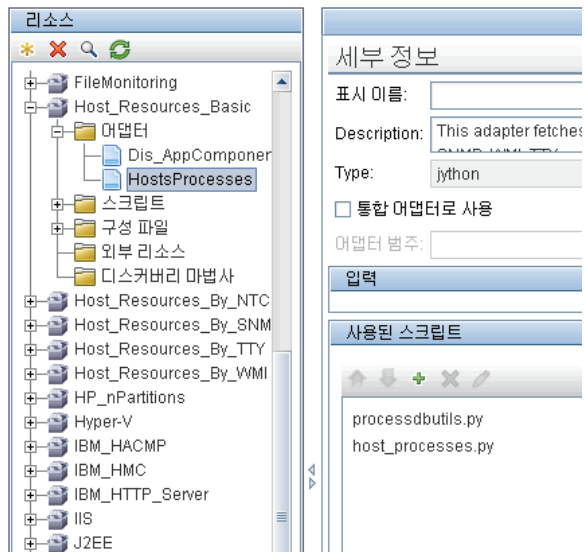 리소스
FileMonitoring
Host_Resources_Basic
어댑터
Dis_AppComponer
HostsProcesses
스크립트
구성 파일
외부 리소스
디스커버리 마법사
Host_Resources_By_NTC
Host_Resources_By_SNM
Host_Resources_By_TTY
Host_Resources_By_WMI
HP_nPartitions
Hyper-V
IBM_HACMP
IBM_HMC
IBM_HTTP_Server
IIS
J2EE
세부 정보
표시 이름:
Description: This adapter fetches
Type: jython
통합 어댑터로 사용
어댑터 범주:
입력
사용된 스크립트
processdbutils.py
host_processes.py